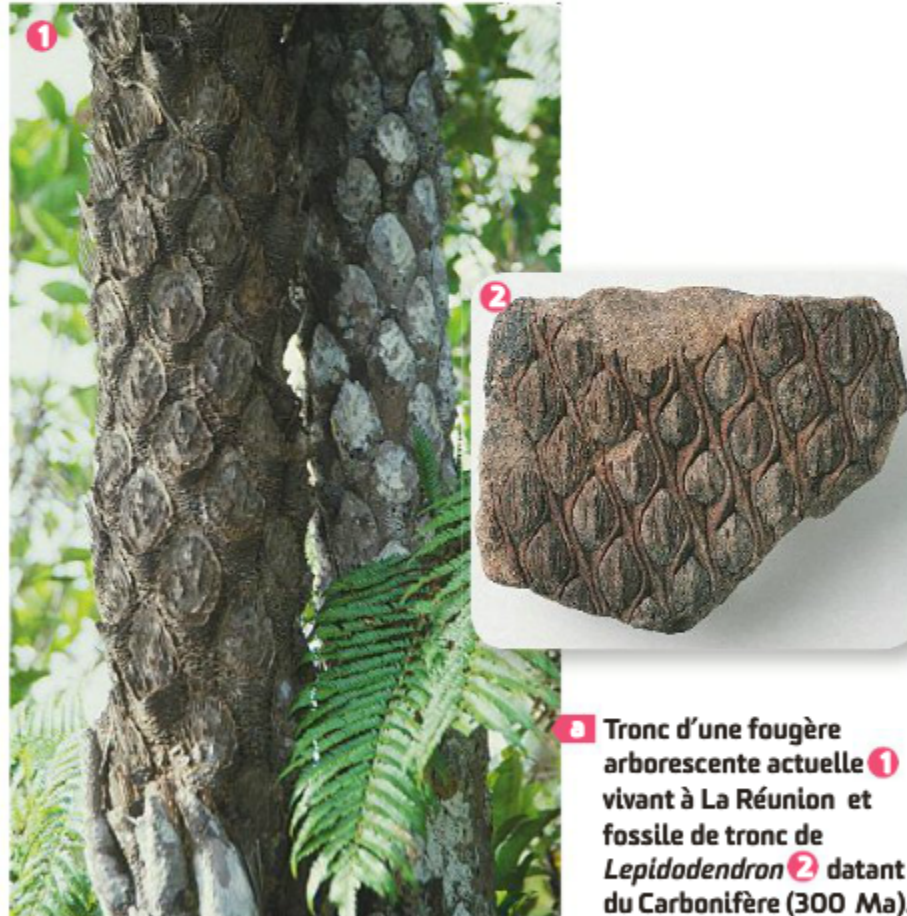 1
2
a Tronc d'une fougère
arborescente actuelle 1
vivant à La Réunion et
fossile de tronc de
Lepidodendron 2 datant
du Carbonifère (300 Ma).